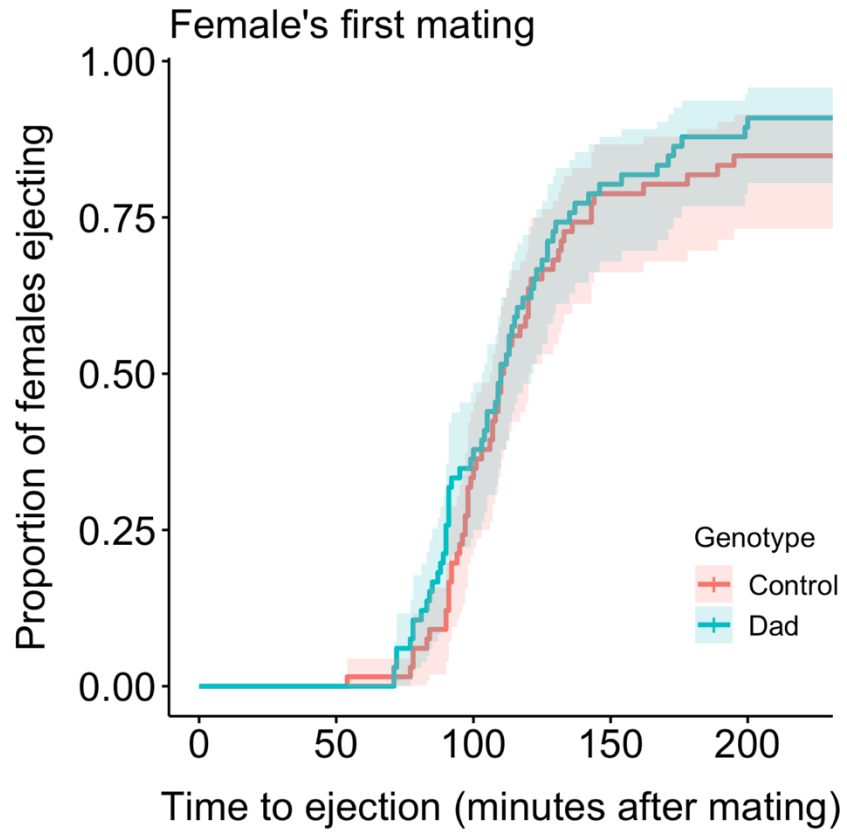 Female's first mating
1.00
0.75
0.50
0.25
0.00
Proportion of females ejecting
Genotype
Control
Dad
0 50 100 150 200
Time to ejection (minutes after mating)